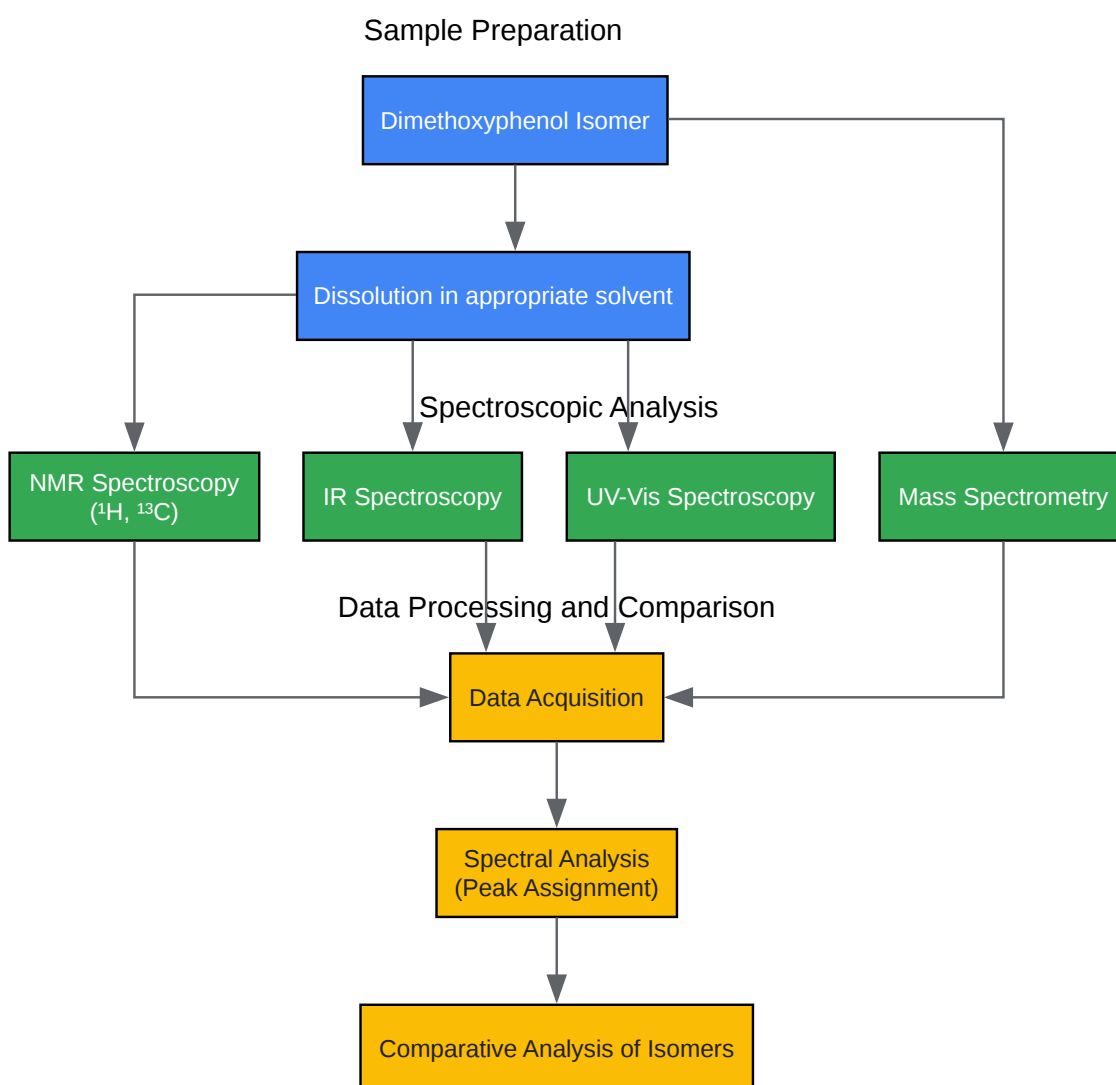 Sample Preparation
Dimethoxyphenol Isomer
Dissolution in appropriate solvent
Spectroscopic Analysis
NMR Spectroscopy
(¹H, ¹³C)
IR Spectroscopy
UV-Vis Spectroscopy
Mass Spectrometry
Data Processing and Comparison
Data Acquisition
Spectral Analysis
(Peak Assignment)
Comparative Analysis of Isomers